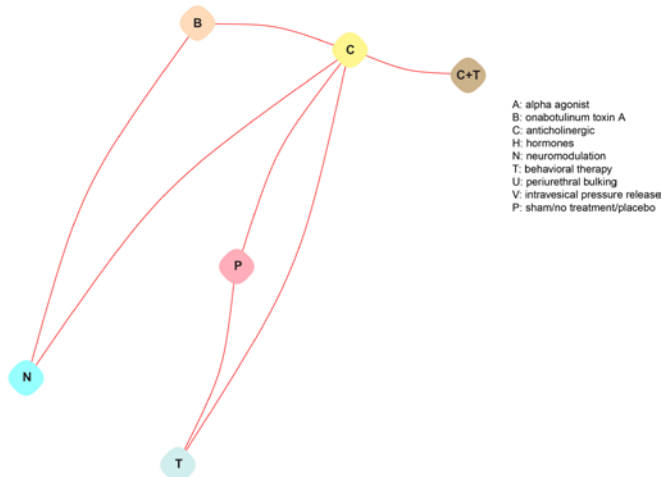 B
C
C+T
A: alpha agonist
B: onabotulinum toxin A
C: anticholinergic
H: hormones
N: neuromodulation
T: behavioral therapy
U: periurethral bulking
V: intravesical pressure release
P: sham/no treatment/placebo
P
N
T